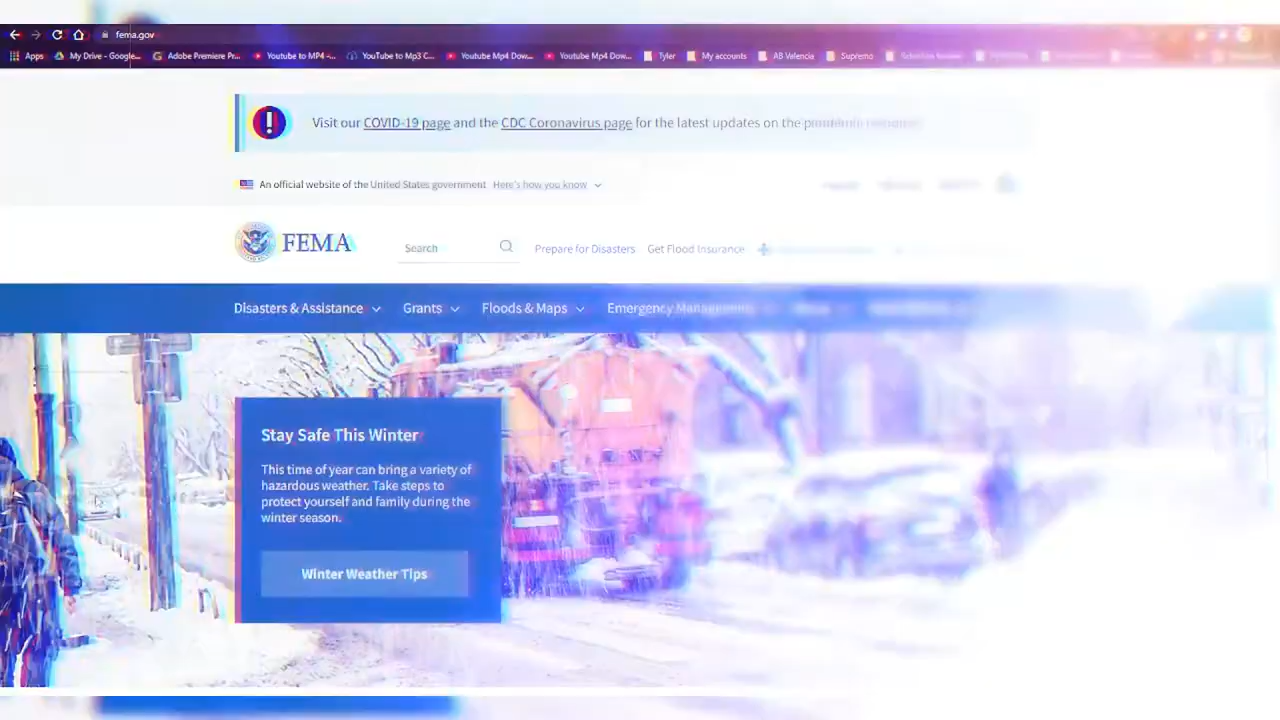 fema.gov
Apps My Drive - Google... Adobe Premiere Pr... Youtube to MP4 -... YouTube to Mp3 C... Youtube Mp4 Dow... Youtube Mp4 Dow... Tyler My accounts AB Valencia Supremo
Visit our COVID-19 page and the CDC Coronavirus page for the latest updates on the
An official website of the United States government Here's how you know
FEMA Search Prepare for Disasters Get Flood Insurance
Disasters & Assistance Grants Floods & Maps Emergency Management
Stay Safe This Winter
This time of year can bring a variety of
hazardous weather. Take steps to
protect yourself and family during the
winter season.
Winter Weather Tips